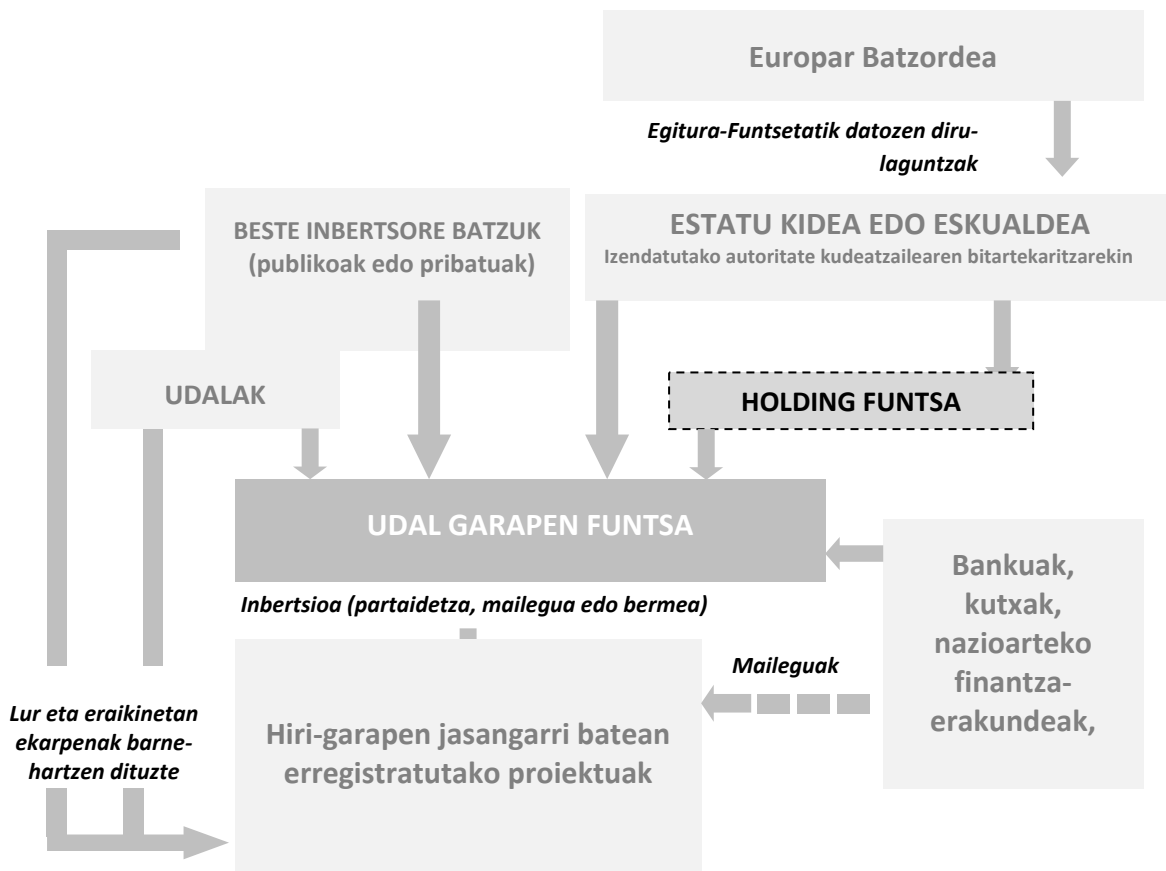 Europar Batzordea
Egitura-Funtsetatik datozen diru-
laguntzak
BESTE INBERTSORE BATZUK
(publikoak edo pribatuak)
ESTATU KIDEA EDO ESKUALDEA
Izendatutako autoritate kudeatzailearen bitartekaritzarekin
UDALAK
HOLDING FUNTSA
UDAL GARAPEN FUNTSA
Inbertsioa (partaidetza, mailegua edo bermea)
Bankuak,
kutxak,
nazioarteko
finantza-
erakundeak,
Maileguak
Lur eta eraikinetan
ekarpenak barne-
hartzen dituzte
Hiri-garapen jasangarri batean
erregistratutako proiektuak